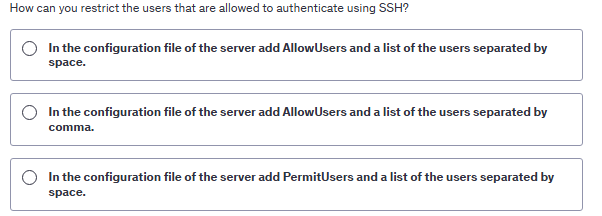 How can you restrict the users that are allowed to authenticate using SSH?
In the configuration file of the server add AllowUsers and a list of the users separated by
space.
In the configuration file of the server add AllowUsers and a list of the users separated by
comma.
In the configuration file of the server add PermitUsers and a list of the users separated by
space.